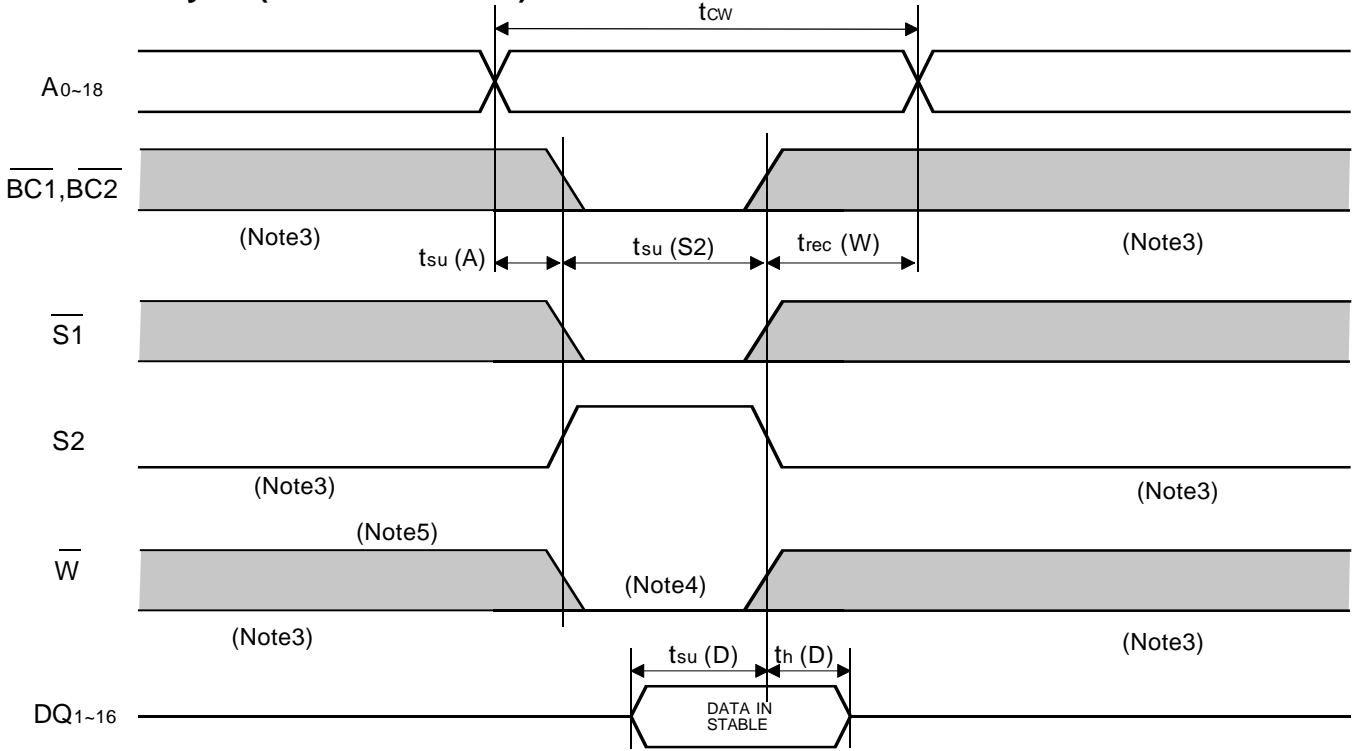 tCW
A0~18
BC1,BC2
(Note3)
tsu (A)
tsu (S2)
trec (W)
(Note3)
S1
S2
(Note3)
(Note3)
(Note5)
W
(Note4)
(Note3)
(Note3)
tsu (D)
th (D)
DQ1~16
DATA IN
STABLE